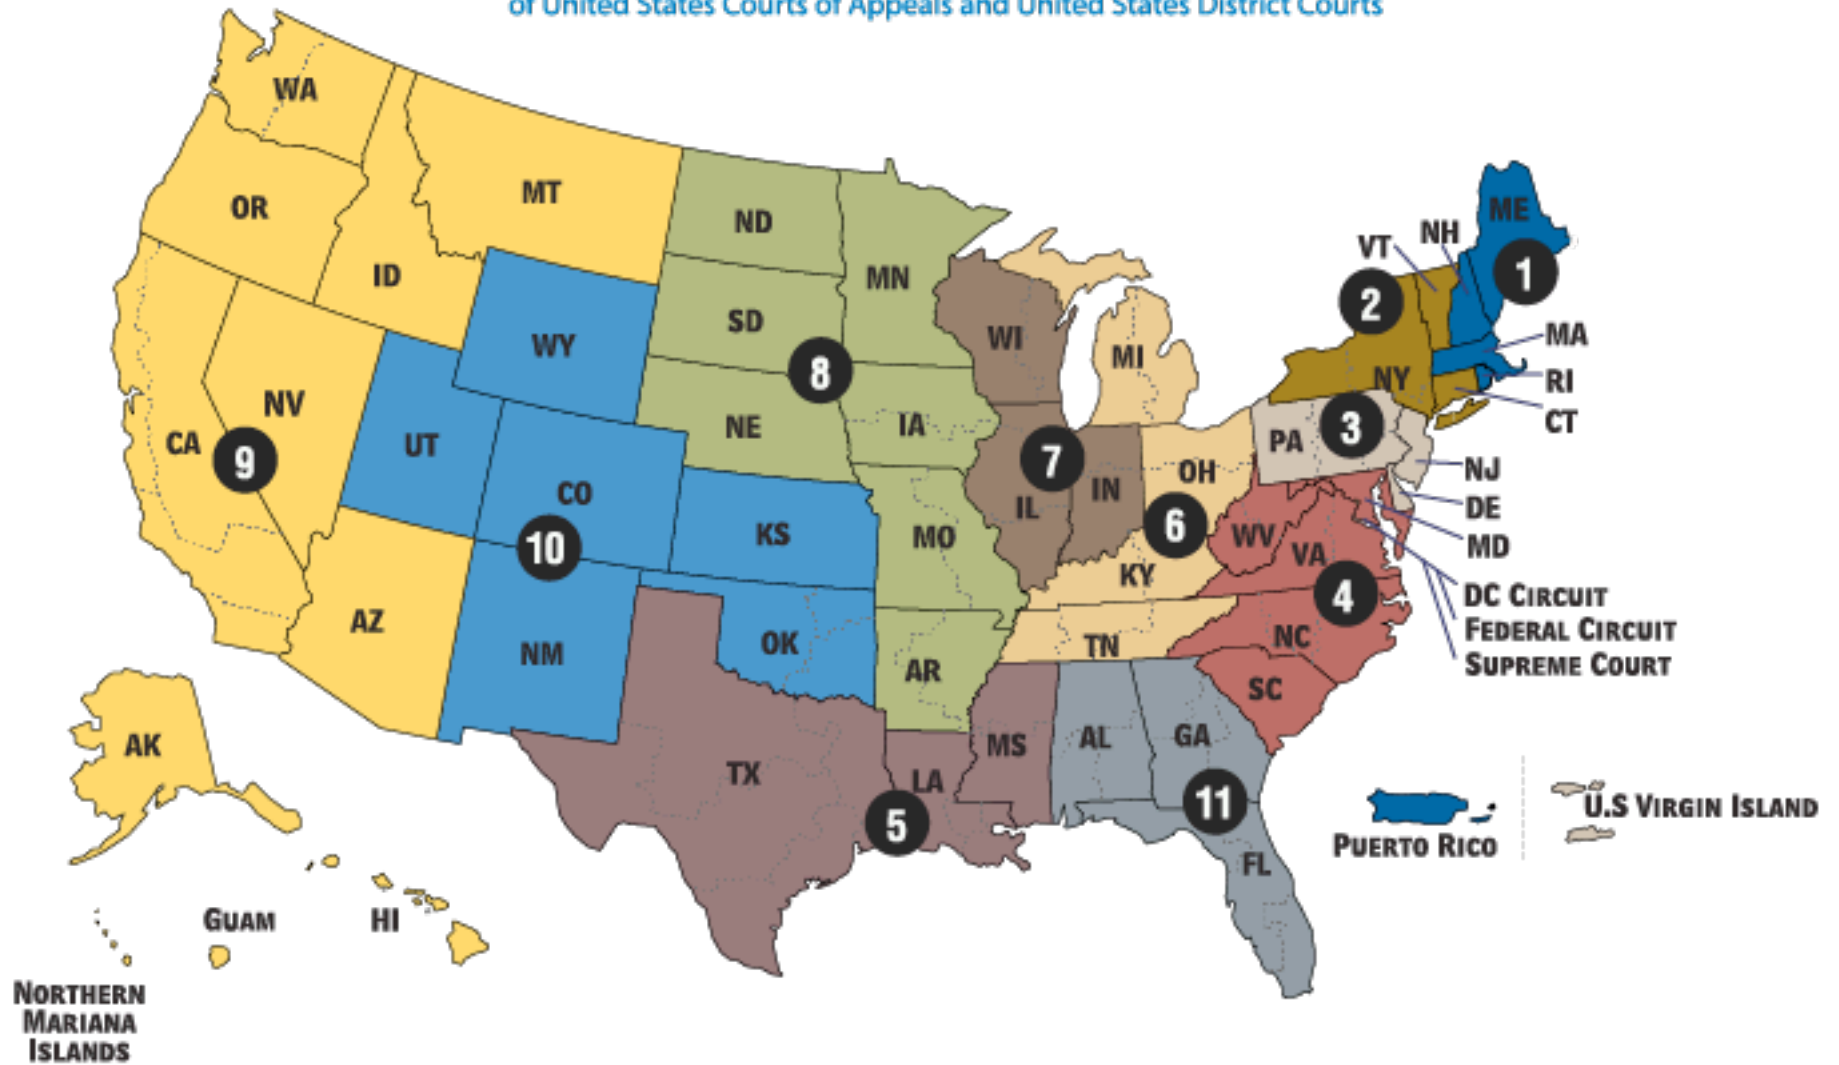 of United States Courts of Appeals and United States District Courts
WA
MT
OR
ID
ND
MN
ME
NH
VT
1
2
WY
SD
8
WI
MI
MA
NY
RI
CT
NV
CA
9
UT
NE
IA
3
PA
NJ
CO
10
KS
MO
7
IL
IN
OH
6
DE
MD
WV
VA
KY
4
DC CIRCUIT
FEDERAL CIRCUIT
SUPREME COURT
AZ
NM
OK
AR
TN
NC
SC
AK
TX
LA
MS
AL
GA
5
11
FL
PUERTO RICO
U.S VIRGIN ISLAND
GUAM
HI
NORTHERN
MARIANA
ISLANDS